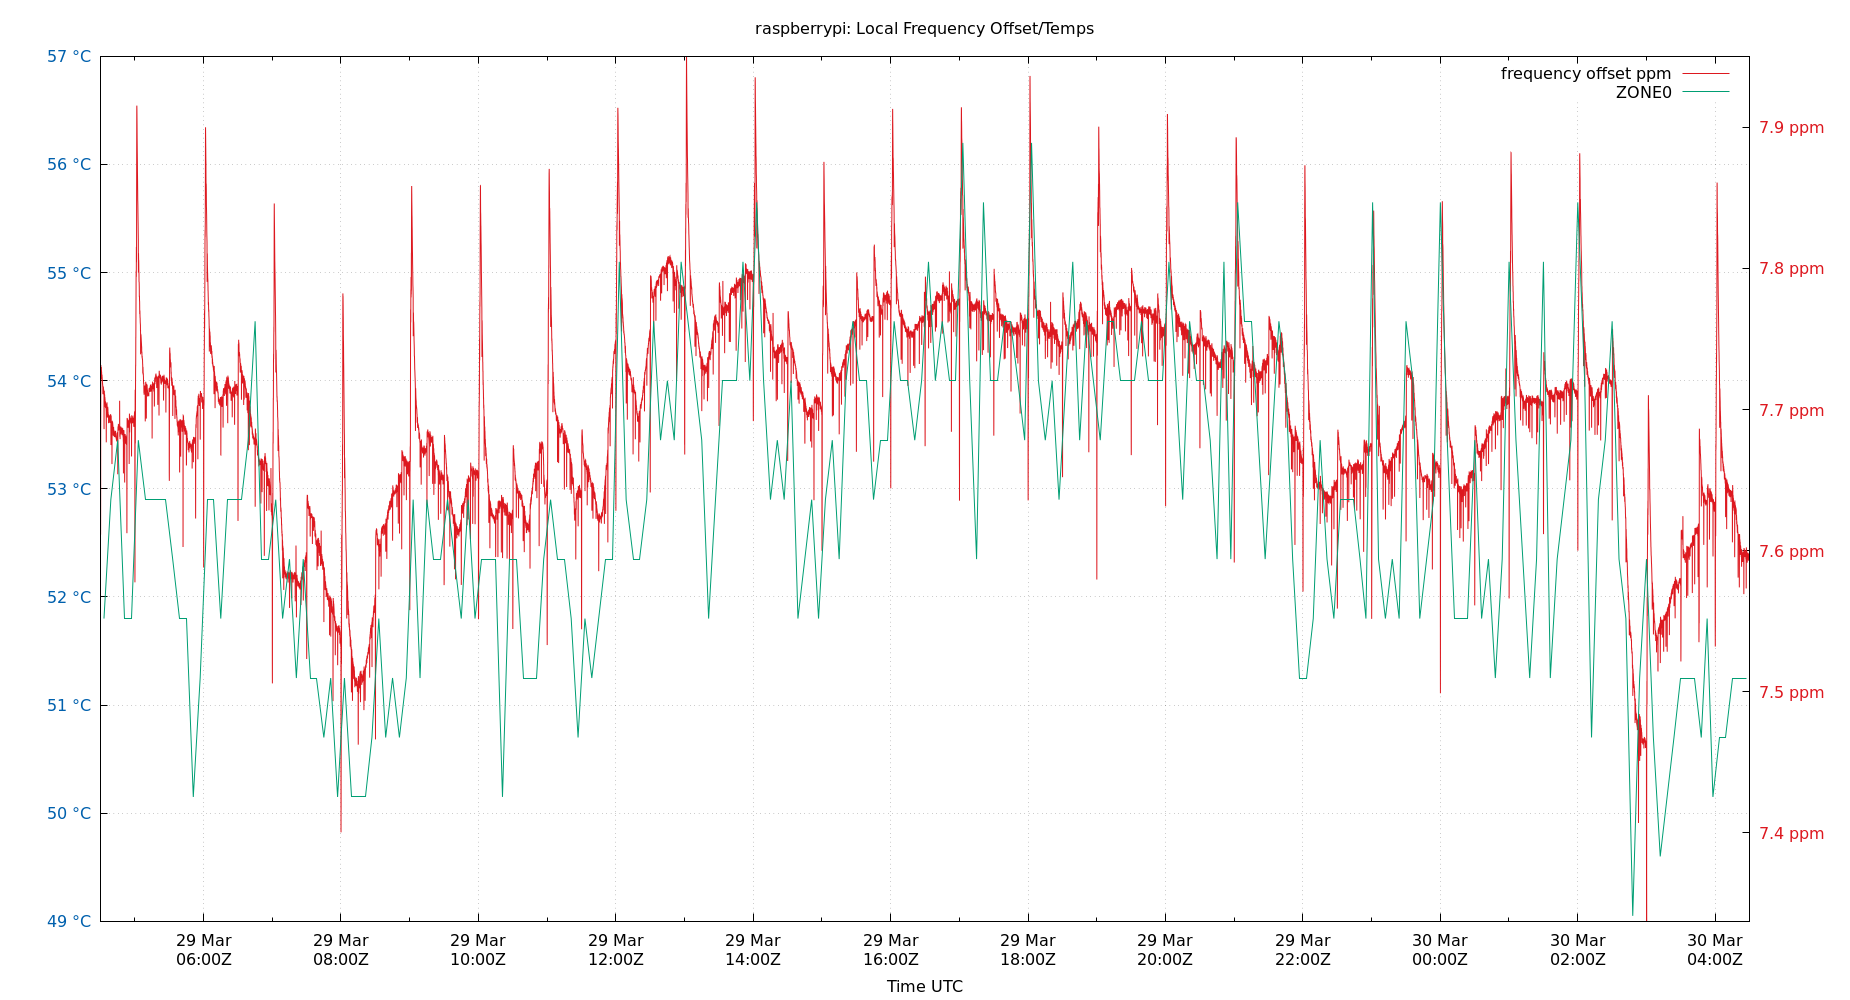 raspberrypi: Local Frequency Offset/Temps
57 °C
56 °C
55 °C
54 °C
53 °C
52 °C
51 °C
50 °C
49 °C
frequency offset ppm
ZONE0
7.9 ppm
7.8 ppm
7.7 ppm
7.6 ppm
7.5 ppm
7.4 ppm
29 Mar 29 Mar 29 Mar 29 Mar 29 Mar 29 Mar 29 Mar 29 Mar 29 Mar 30 Mar 30 Mar 30 Mar
06:00Z 08:00Z 10:00Z 12:00Z 14:00Z 16:00Z 18:00Z 20:00Z 22:00Z 00:00Z 02:00Z 04:00Z
Time UTC